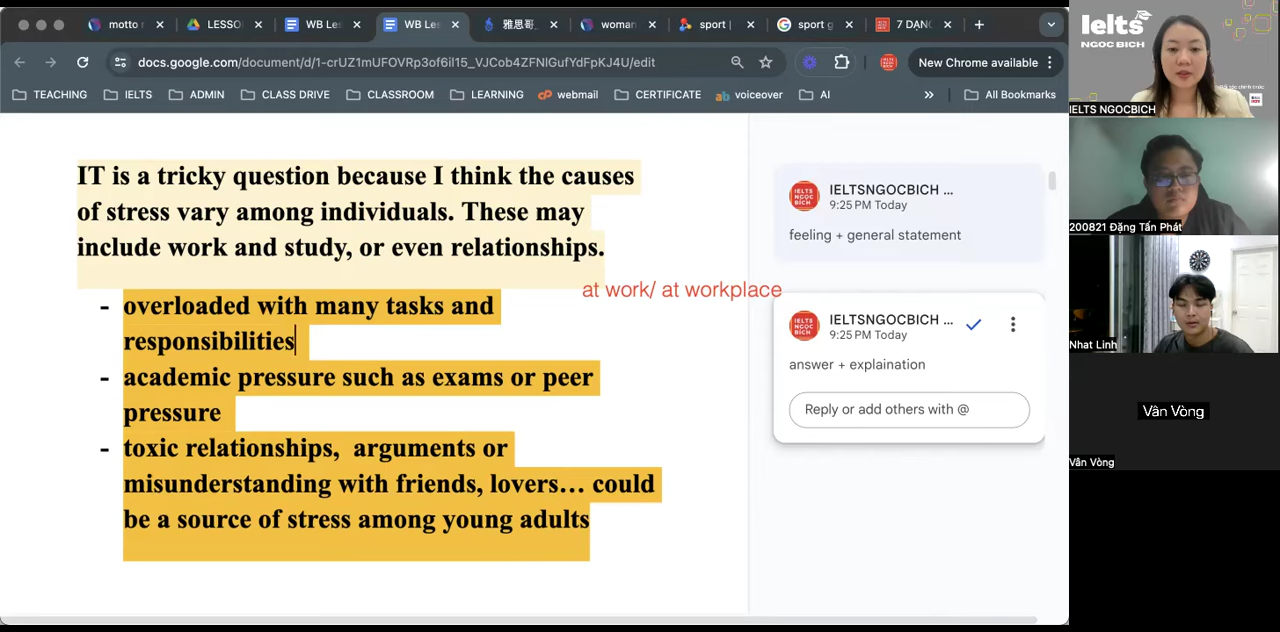 motto
LESSO
WB Le
WB Les
雅思哥
woman
sport |
sport g
7 DẠN
docs.google.com/document/d/1-crUZ1mUFOVRp3of6il15_VJCob4ZFNIGufYdFpKJ4U/edit
New Chrome available
TEACHING
IELTS
ADMIN
CLASS DRIVE
CLASSROOM
LEARNING
webmail
CERTIFICATE
voiceover
AI
All Bookmarks
IT is a tricky question because I think the causes
of stress vary among individuals. These may
include work and study, or even relationships.
at work/ at workplace
- overloaded with many tasks and
responsibilities
- academic pressure such as exams or peer
pressure
- toxic relationships, arguments or
misunderstanding with friends, lovers… could
be a source of stress among young adults
IELTSNGOCBICH ...
9:25 PM Today
feeling + general statement
IELTSNGOCBICH ...
9:25 PM Today
answer + explaination
Reply or add others with @
Ielts
NGOC BICH
IELTS NGOCBICH
200821 Đặng Tấn Phát
Nhat Linh
Vân Vòng
Vân Vòng